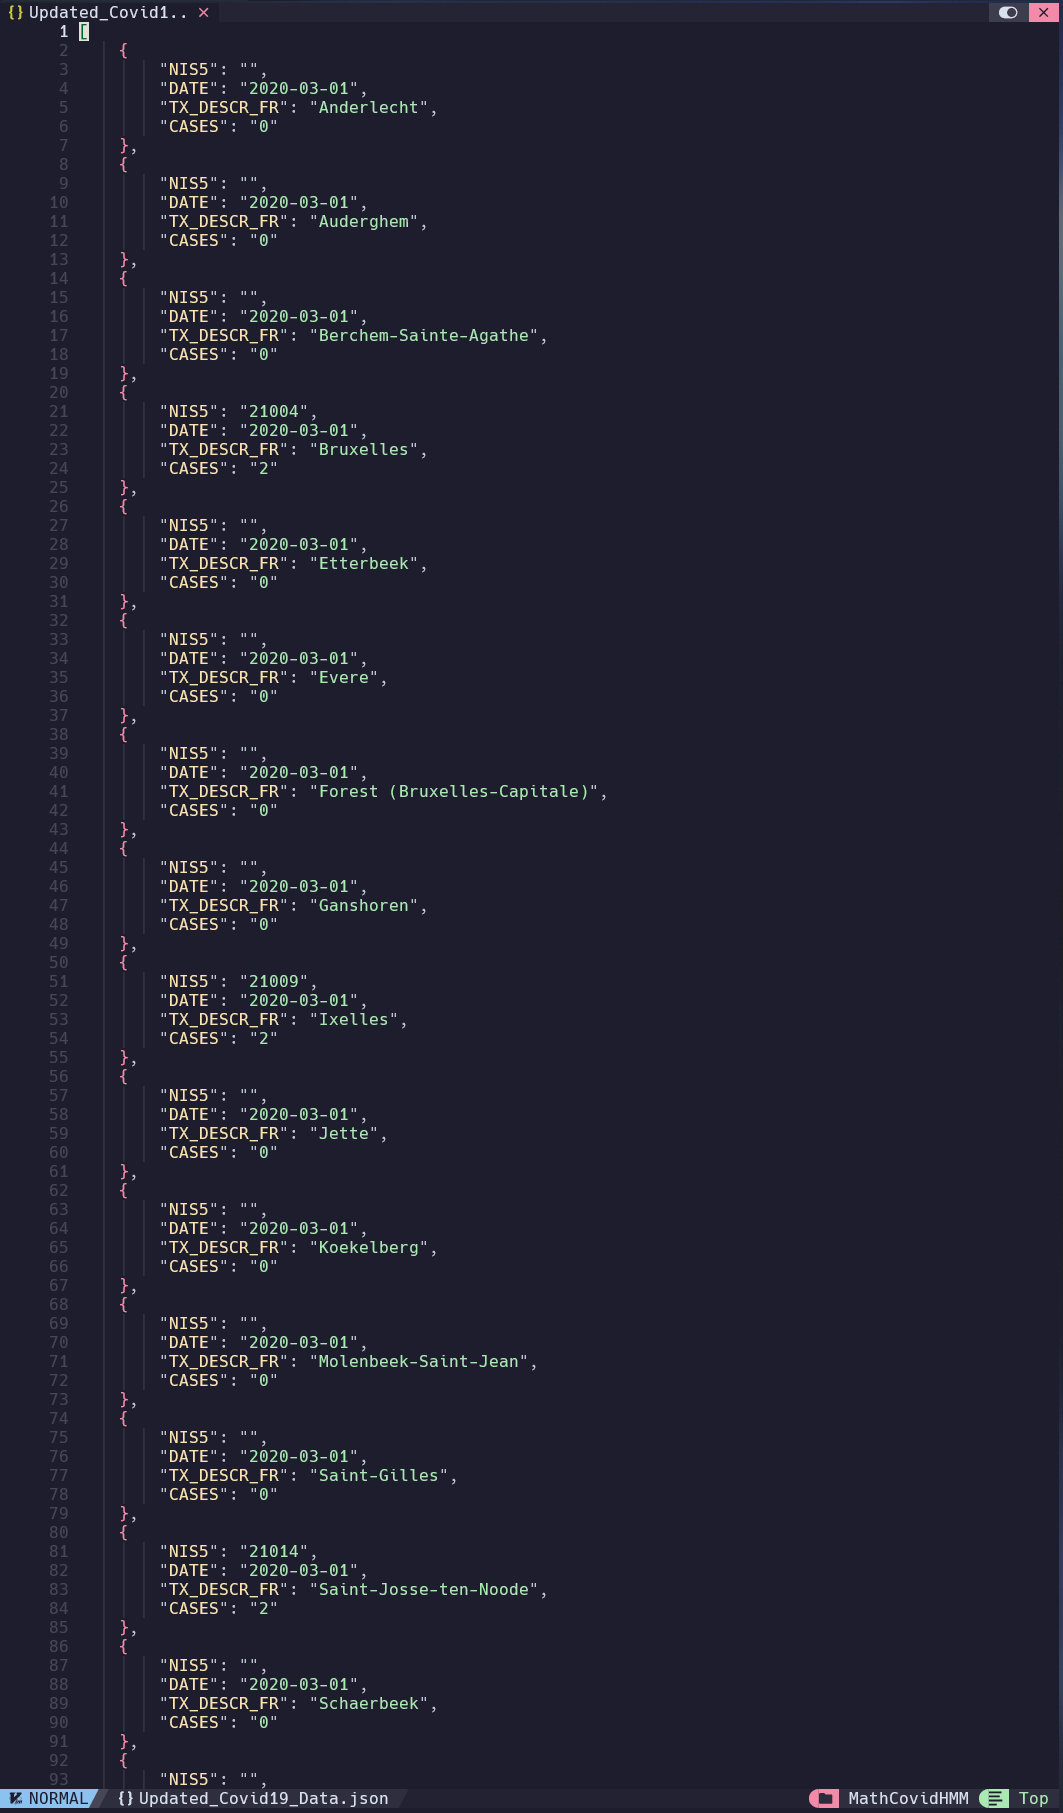 {} Updated_Covid1.. ✕
1 [
2 {
3 "NIS5": "",
4 "DATE": "2020-03-01",
5 "TX_DESCR_FR": "Anderlecht",
6 "CASES": "0"
7 },
8 {
9 "NIS5": "",
10 "DATE": "2020-03-01",
11 "TX_DESCR_FR": "Auderghem",
12 "CASES": "0"
13 },
14 {
15 "NIS5": "",
16 "DATE": "2020-03-01",
17 "TX_DESCR_FR": "Berchem-Sainte-Agathe",
18 "CASES": "0"
19 },
20 {
21 "NIS5": "21004",
22 "DATE": "2020-03-01",
23 "TX_DESCR_FR": "Bruxelles",
24 "CASES": "2"
25 },
26 {
27 "NIS5": "",
28 "DATE": "2020-03-01",
29 "TX_DESCR_FR": "Etterbeek",
30 "CASES": "0"
31 },
32 {
33 "NIS5": "",
34 "DATE": "2020-03-01",
35 "TX_DESCR_FR": "Evere",
36 "CASES": "0"
37 },
38 {
39 "NIS5": "",
40 "DATE": "2020-03-01",
41 "TX_DESCR_FR": "Forest (Bruxelles-Capitale)",
42 "CASES": "0"
43 },
44 {
45 "NIS5": "",
46 "DATE": "2020-03-01",
47 "TX_DESCR_FR": "Ganshoren",
48 "CASES": "0"
49 },
50 {
51 "NIS5": "21009",
52 "DATE": "2020-03-01",
53 "TX_DESCR_FR": "Ixelles",
54 "CASES": "2"
55 },
56 {
57 "NIS5": "",
58 "DATE": "2020-03-01",
59 "TX_DESCR_FR": "Jette",
60 "CASES": "0"
61 },
62 {
63 "NIS5": "",
64 "DATE": "2020-03-01",
65 "TX_DESCR_FR": "Koekelberg",
66 "CASES": "0"
67 },
68 {
69 "NIS5": "",
70 "DATE": "2020-03-01",
71 "TX_DESCR_FR": "Molenbeek-Saint-Jean",
72 "CASES": "0"
73 },
74 {
75 "NIS5": "",
76 "DATE": "2020-03-01",
77 "TX_DESCR_FR": "Saint-Gilles",
78 "CASES": "0"
79 },
80 {
81 "NIS5": "21014",
82 "DATE": "2020-03-01",
83 "TX_DESCR_FR": "Saint-Josse-ten-Noode",
84 "CASES": "2"
85 },
86 {
87 "NIS5": "",
88 "DATE": "2020-03-01",
89 "TX_DESCR_FR": "Schaerbeek",
90 "CASES": "0"
91 },
92 {
93 "NIS5": "",
NORMAL {} Updated_Covid19_Data.json MathCovidHMM Top